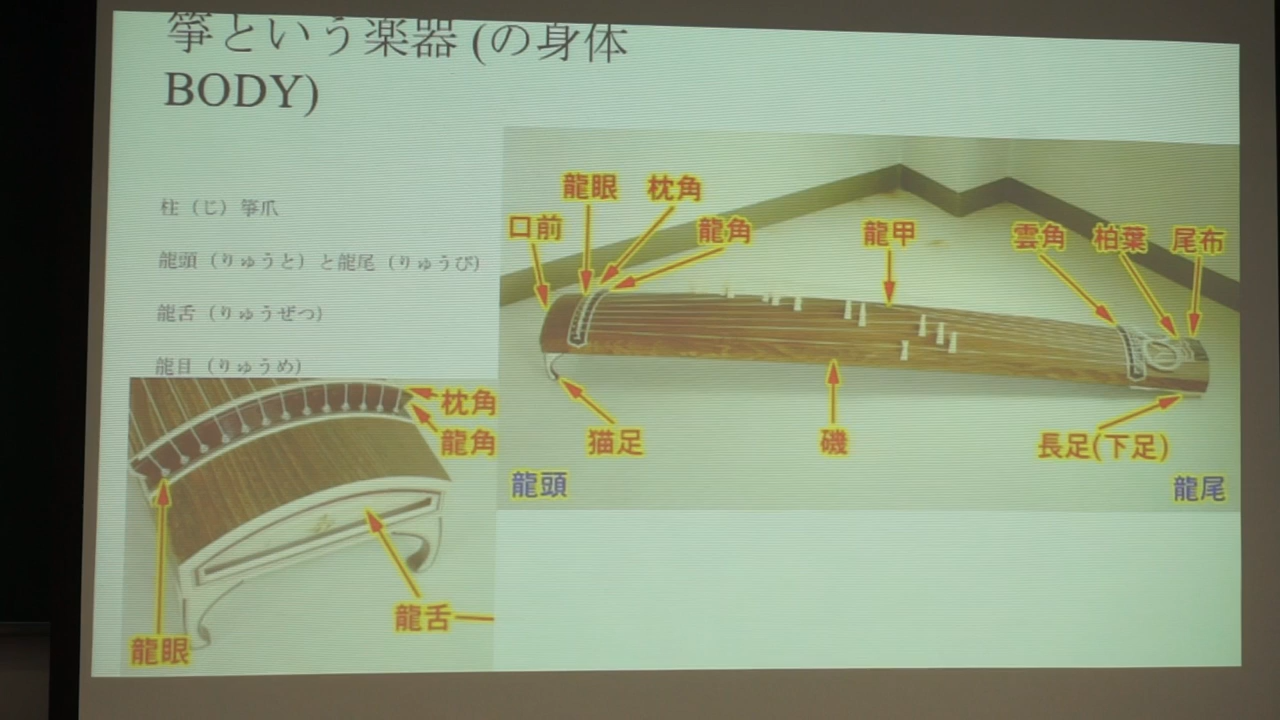 箏という楽器 (の身体
BODY)
柱（じ）箏爪
龍頭（りゅうと）と龍尾（りゅうび）
龍舌（りゅうぜつ）
龍目（りゅうめ）
龍眼 枕角
口前 龍角 龍甲 雲角 柏葉 尾布
猫足 磯 長足(下足)
龍頭 龍尾
枕角
龍角
龍舌
龍眼